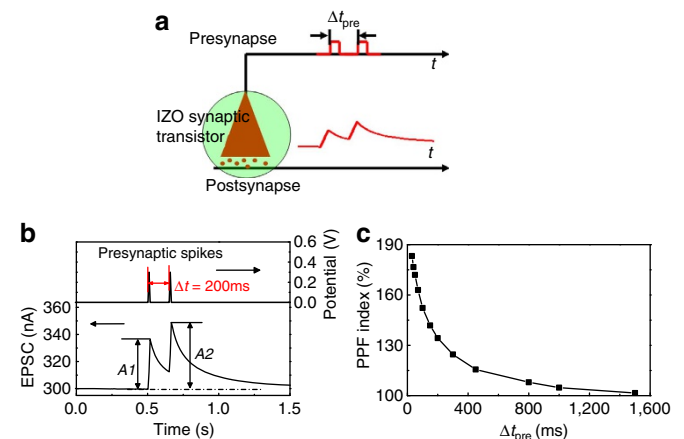 a
Δtpre
Presynapse
t
IZO synaptic
transistor
t
Postsynapse
b
Presynaptic spikes
Δt = 200ms
0.6
0.4
0.2
0.0
Potential (V)
360
340
320
300
EPSC (nA)
A1
A2
0.0 0.5 1.0 1.5
Time (s)
c
190
160
130
100
PPF index (%)
0 400 800 1,200 1,600
Δtpre (ms)